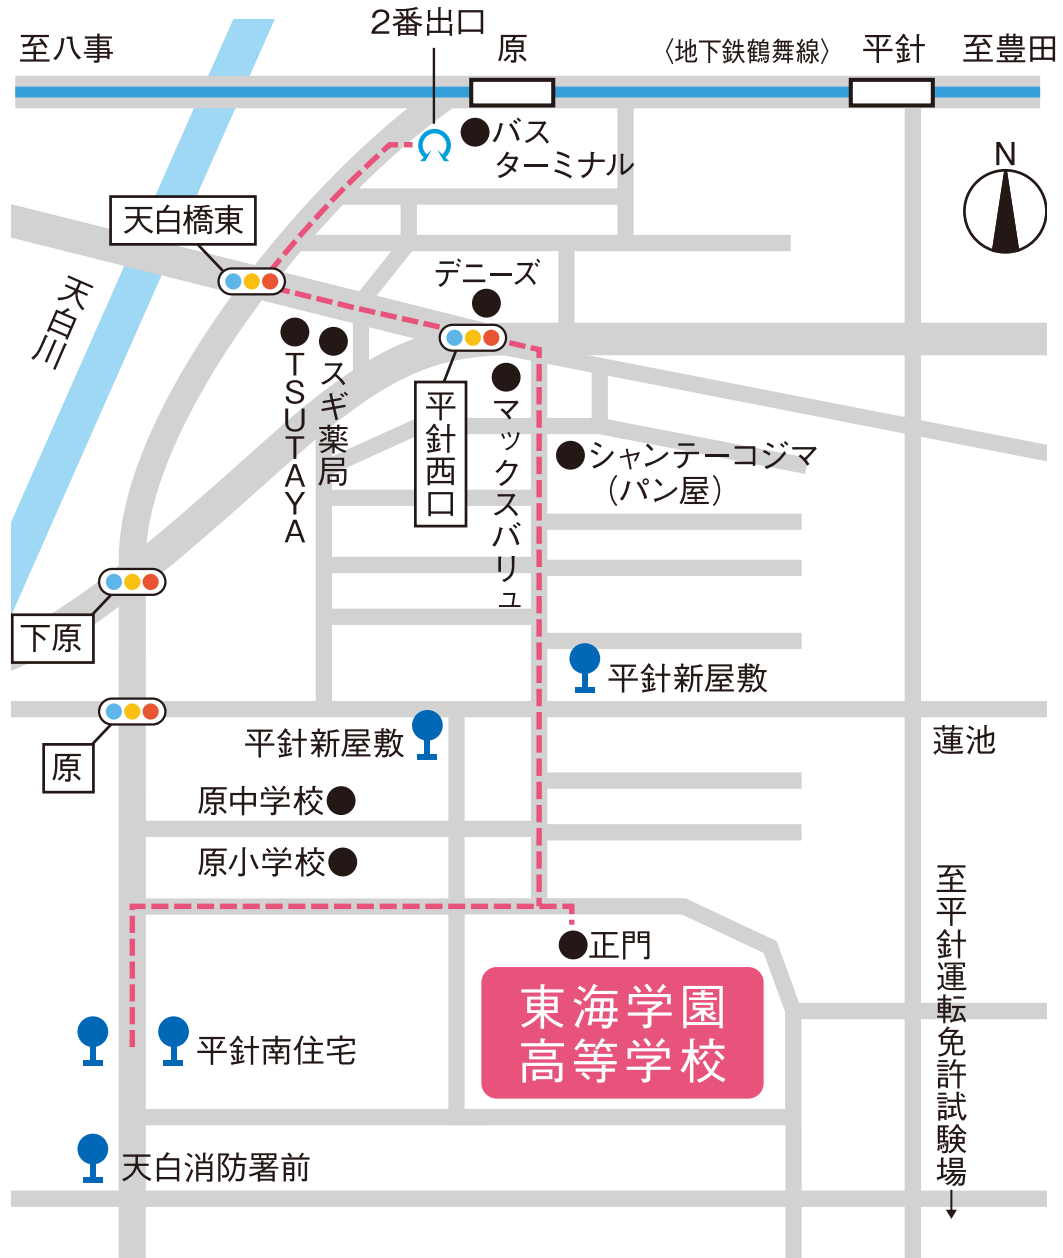 2番出口
至八事
原
〈地下鉄鶴舞線〉
平針
至豊田
バス
ターミナル
N
天白橋東
デニーズ
天白川
TSUTAYA
スギ薬局
平針西口
マックスバリュ
シャンテーコジマ
（パン屋）
下原
平針新屋敷
原
平針新屋敷
蓮池
原中学校
原小学校
至平針運転免許試験場
正門
東海学園
高等学校
平針南住宅
天白消防署前